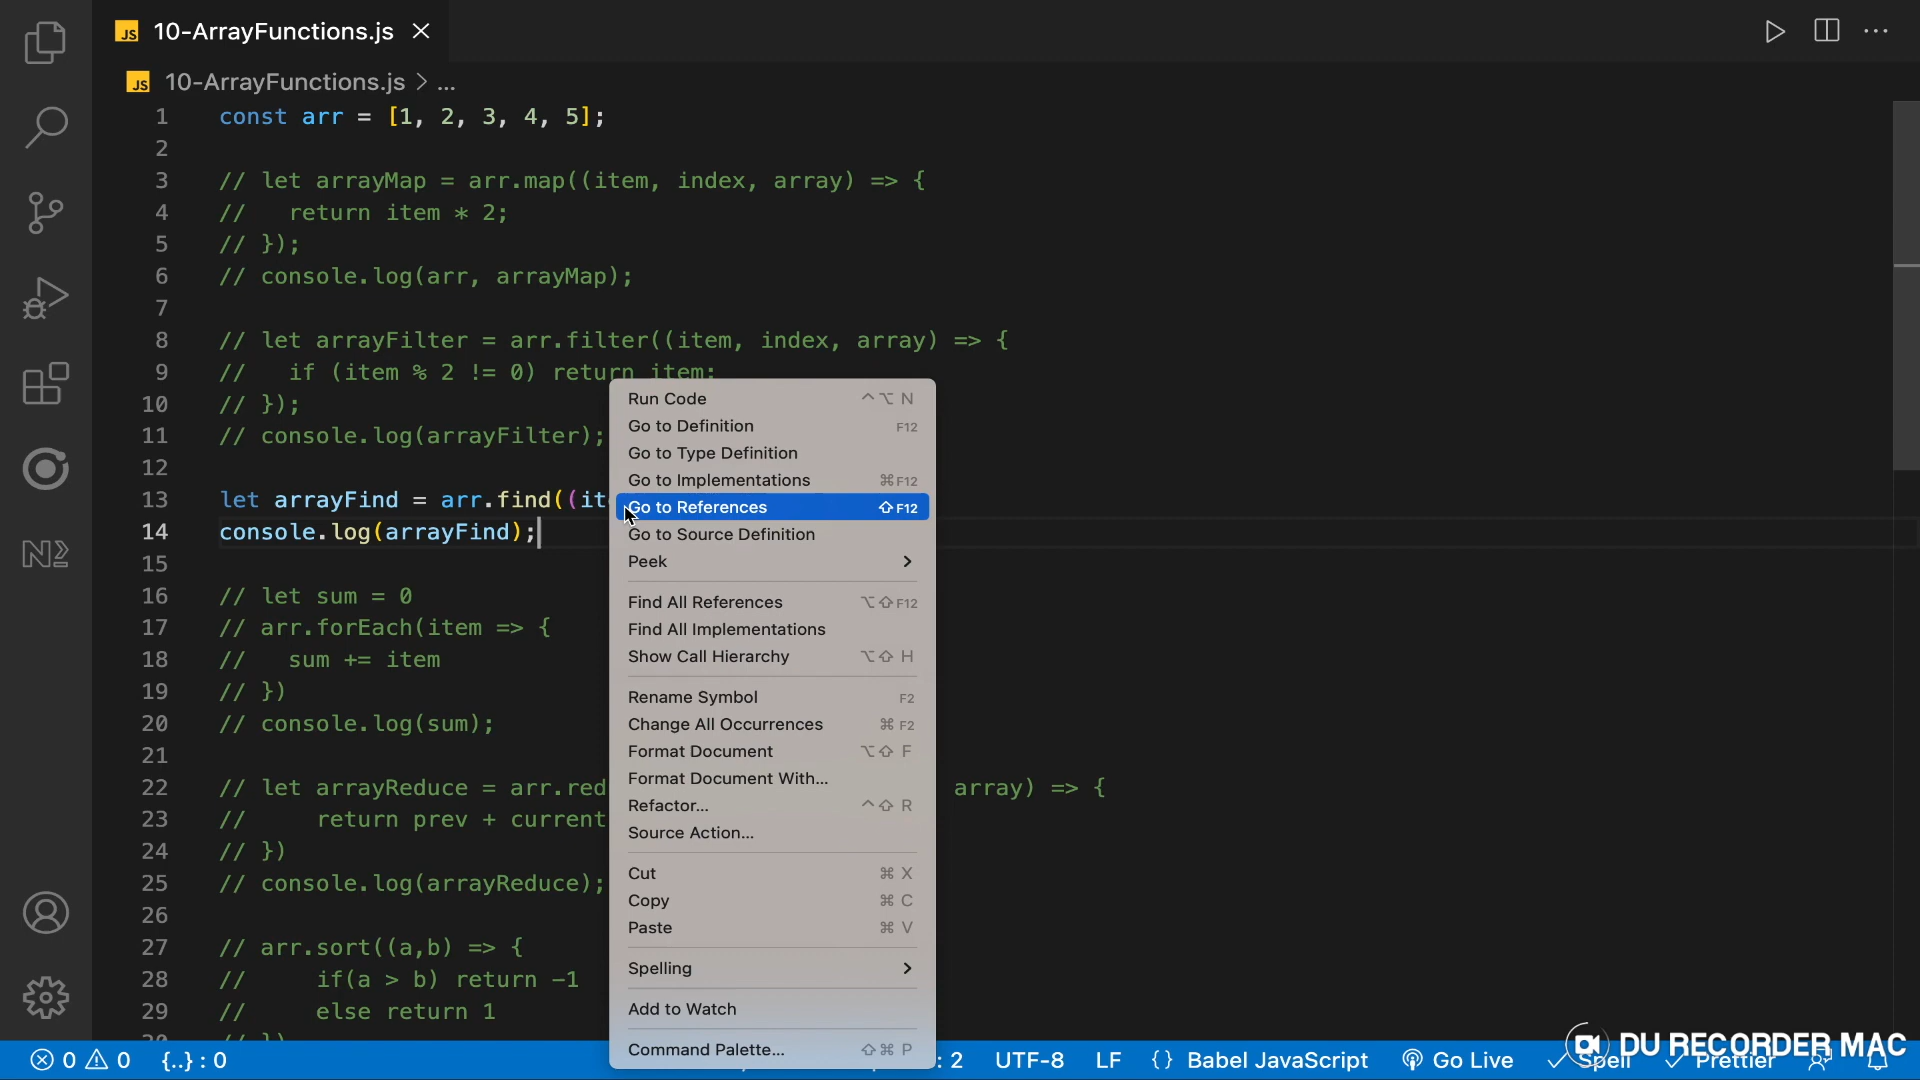 JS 10-ArrayFunctions.js
JS 10-ArrayFunctions.js > ...
1 const arr = [1, 2, 3, 4, 5];
2
3 // let arrayMap = arr.map((item, index, array) => {
4 //   return item * 2;
5 // });
6 // console.log(arr, arrayMap);
7
8 // let arrayFilter = arr.filter((item, index, array) => {
9 //   if (item % 2 != 0) return item;
10 // });
11 // console.log(arrayFilter);
12
13 let arrayFind = arr.find((it
14 console.log(arrayFind);
15
16 // let sum = 0
17 // arr.forEach(item => {
18 //   sum += item
19 // })
20 // console.log(sum);
21
22 // let arrayReduce = arr.red array) => {
23 //     return prev + current
24 // })
25 // console.log(arrayReduce);
26
27 // arr.sort((a,b) => {
28 //     if(a > b) return -1
29 //     else return 1
30 // })
Run Code ⌃⌥ N
Go to Definition F12
Go to Type Definition
Go to Implementations ⌘F12
Go to References ⇧F12
Go to Source Definition
Peek >
Find All References ⌥⇧F12
Find All Implementations
Show Call Hierarchy ⌥⇧ H
Rename Symbol F2
Change All Occurrences ⌘ F2
Format Document ⌥⇧ F
Format Document With...
Refactor... ⌃⇧ R
Source Action...
Cut ⌘ X
Copy ⌘ C
Paste ⌘ V
Spelling >
Add to Watch
Command Palette... ⇧⌘ P
N
0 0 {..} : 0 : 2 UTF-8 LF {} Babel JavaScript Go Live Spell Prettier
DU RECORDER MAC